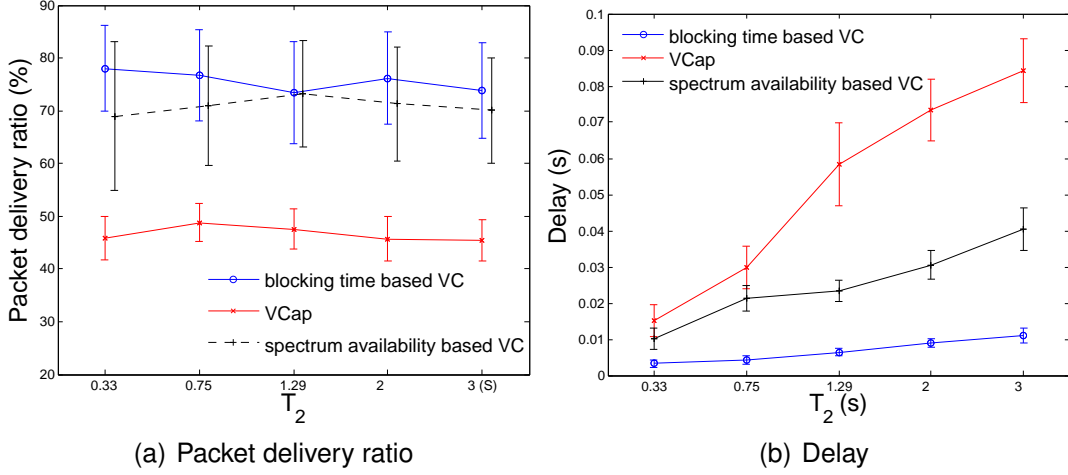 90
80
70
60
50
40
30
20
Packet delivery ratio (%)
blocking time based VC
VCap
spectrum availability based VC
0.33 0.75 1.29 2 3 (S)
T2
(a) Packet delivery ratio
0.1
0.09
0.08
0.07
0.06
0.05
0.04
0.03
0.02
0.01
0
Delay (s)
blocking time based VC
VCap
spectrum availability based VC
0.33 0.75 1.29 2 3
T2 (s)
(b) Delay